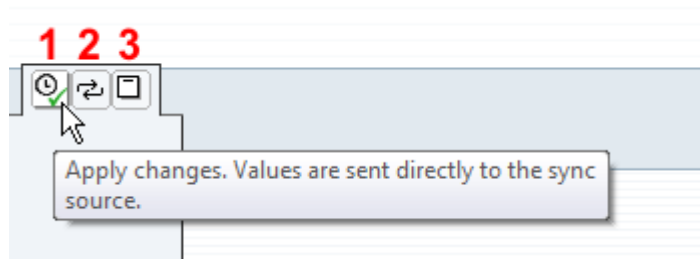 1 2 3
Apply changes. Values are sent directly to the sync
source.